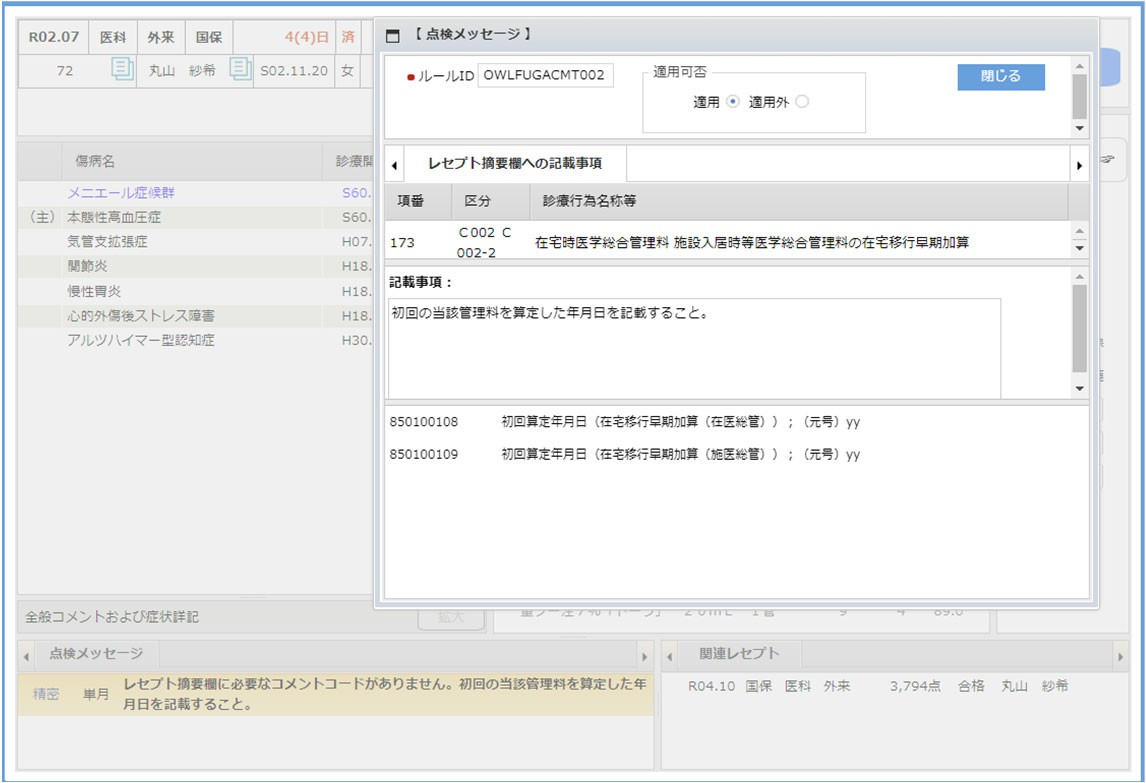 R02.07 医科 外来 国保 4(4)日 済
72 丸山 紗希 S02.11.20 女
傷病名 診療開
メニエール症候群 S60.
（主） 本態性高血圧症 S60.
気管支拡張症 H07.
関節炎 H18.
慢性胃炎 H18.
心的外傷後ストレス障害 H18.
アルツハイマー型認知症 H30.
全般コメントおよび症状詳記 拡大
【 点検メッセージ 】
ルールID OWLFUGACMT002
適用可否
適用 適用外
閉じる
レセプト摘要欄への記載事項
項番 区分 診療行為名称等
173 C002 C
002-2
在宅時医学総合管理料 施設入居時等医学総合管理料の在宅移行早期加算
記載事項：
初回の当該管理料を算定した年月日を記載すること。
850100108 初回算定年月日（在宅移行早期加算（在医総管））；（元号）yy
850100109 初回算定年月日（在宅移行早期加算（施医総管））；（元号）yy
点検メッセージ
精密 単月 レセプト摘要欄に必要なコメントコードがありません。初回の当該管理料を算定した年
月日を記載すること。
関連レセプト
R04.10 国保 医科 外来 3,794点 合格 丸山 紗希